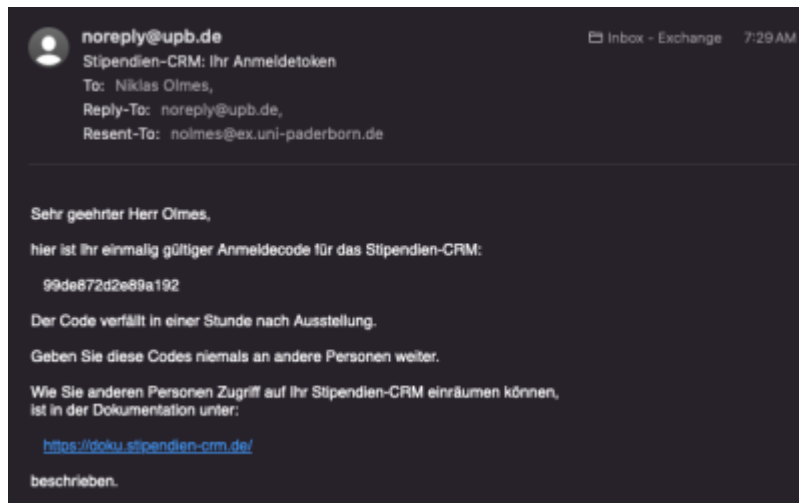 noreply@upb.de
Inbox - Exchange 7:29 AM
Stipendien-CRM: Ihr Anmeldetoken
To: Niklas Olmes,
Reply-To: noreply@upb.de,
Resent-To: nolmes@ex.uni-paderborn.de
Sehr geehrter Herr Olmes,
hier ist Ihr einmalig gültiger Anmeldecode für das Stipendien-CRM:
99de872d2e89a192
Der Code verfällt in einer Stunde nach Ausstellung.
Geben Sie diese Codes niemals an andere Personen weiter.
Wie Sie anderen Personen Zugriff auf Ihr Stipendien-CRM einräumen können,
ist in der Dokumentation unter:
https://doku.stipendien-crm.de/
beschrieben.